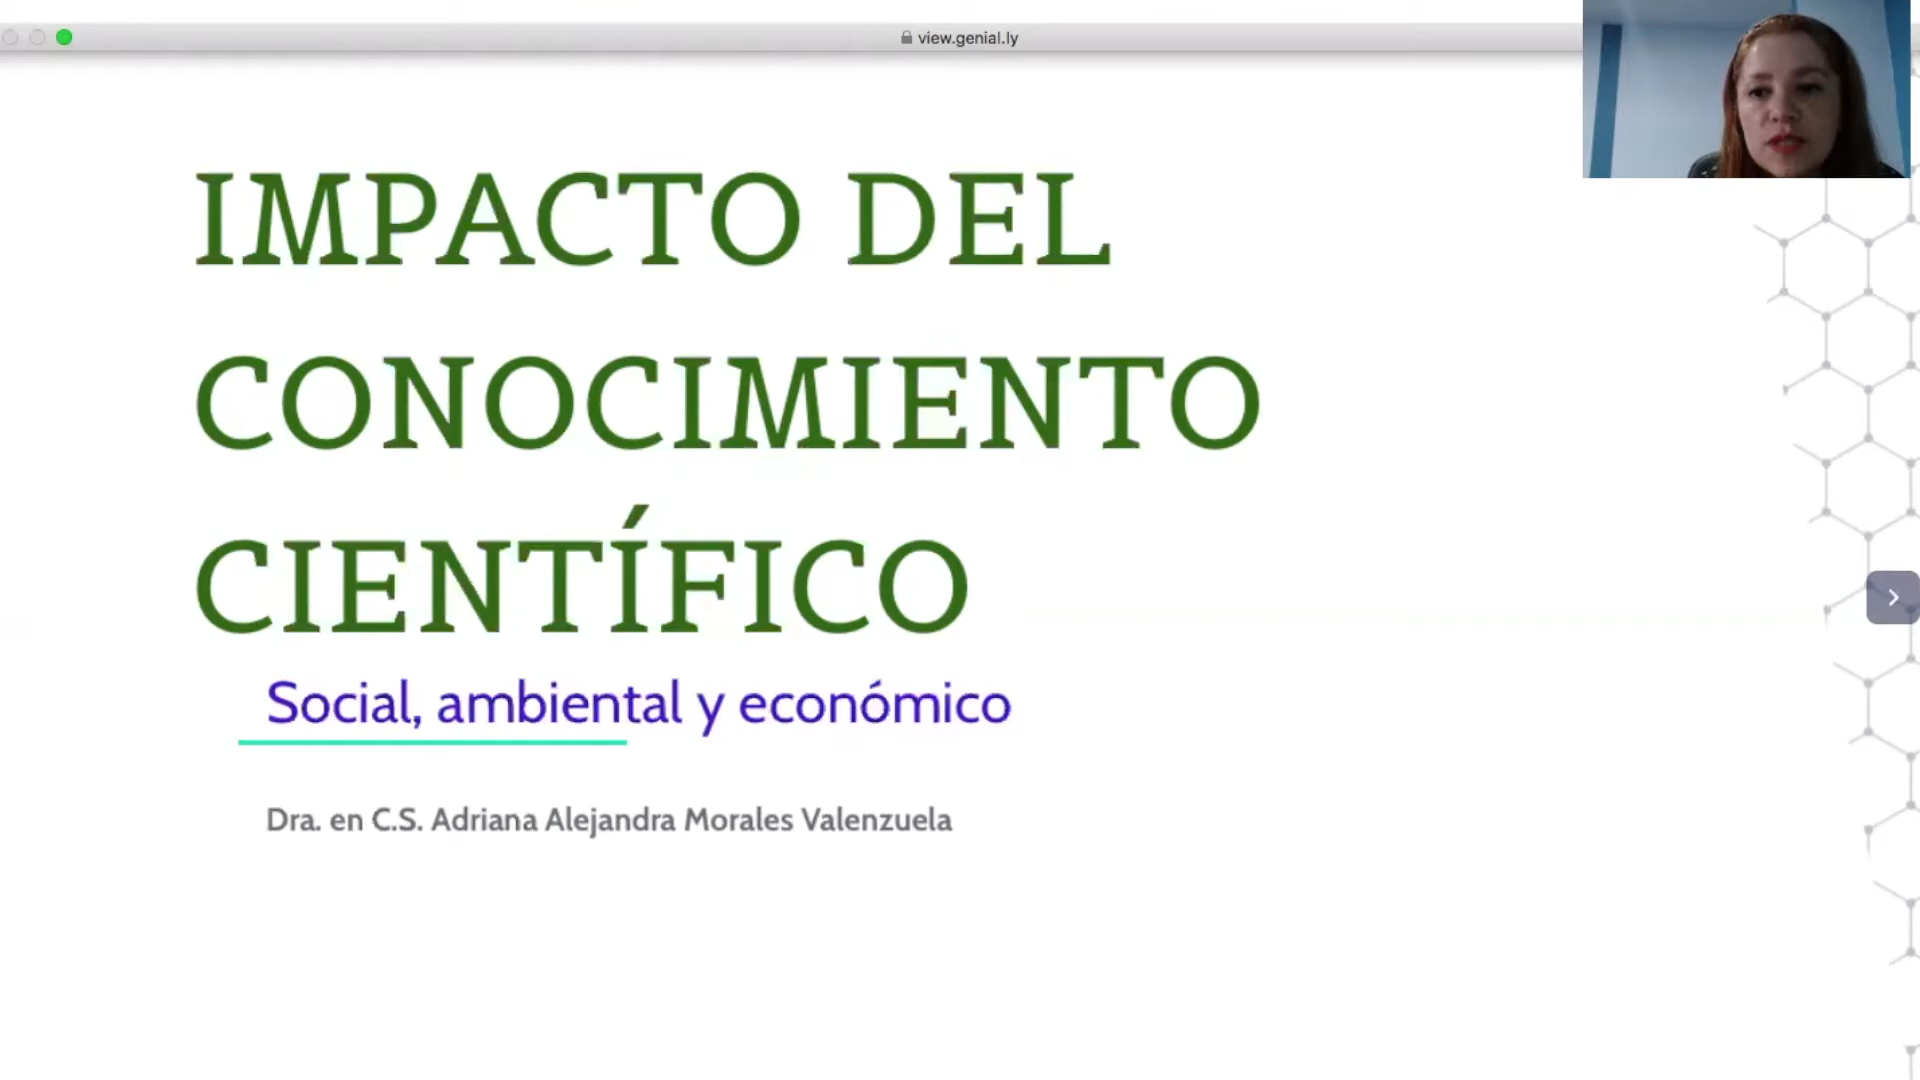 view.genial.ly
IMPACTO DEL
CONOCIMIENTO
CIENTÍFICO
Social, ambiental y económico
Dra. en C.S. Adriana Alejandra Morales Valenzuela